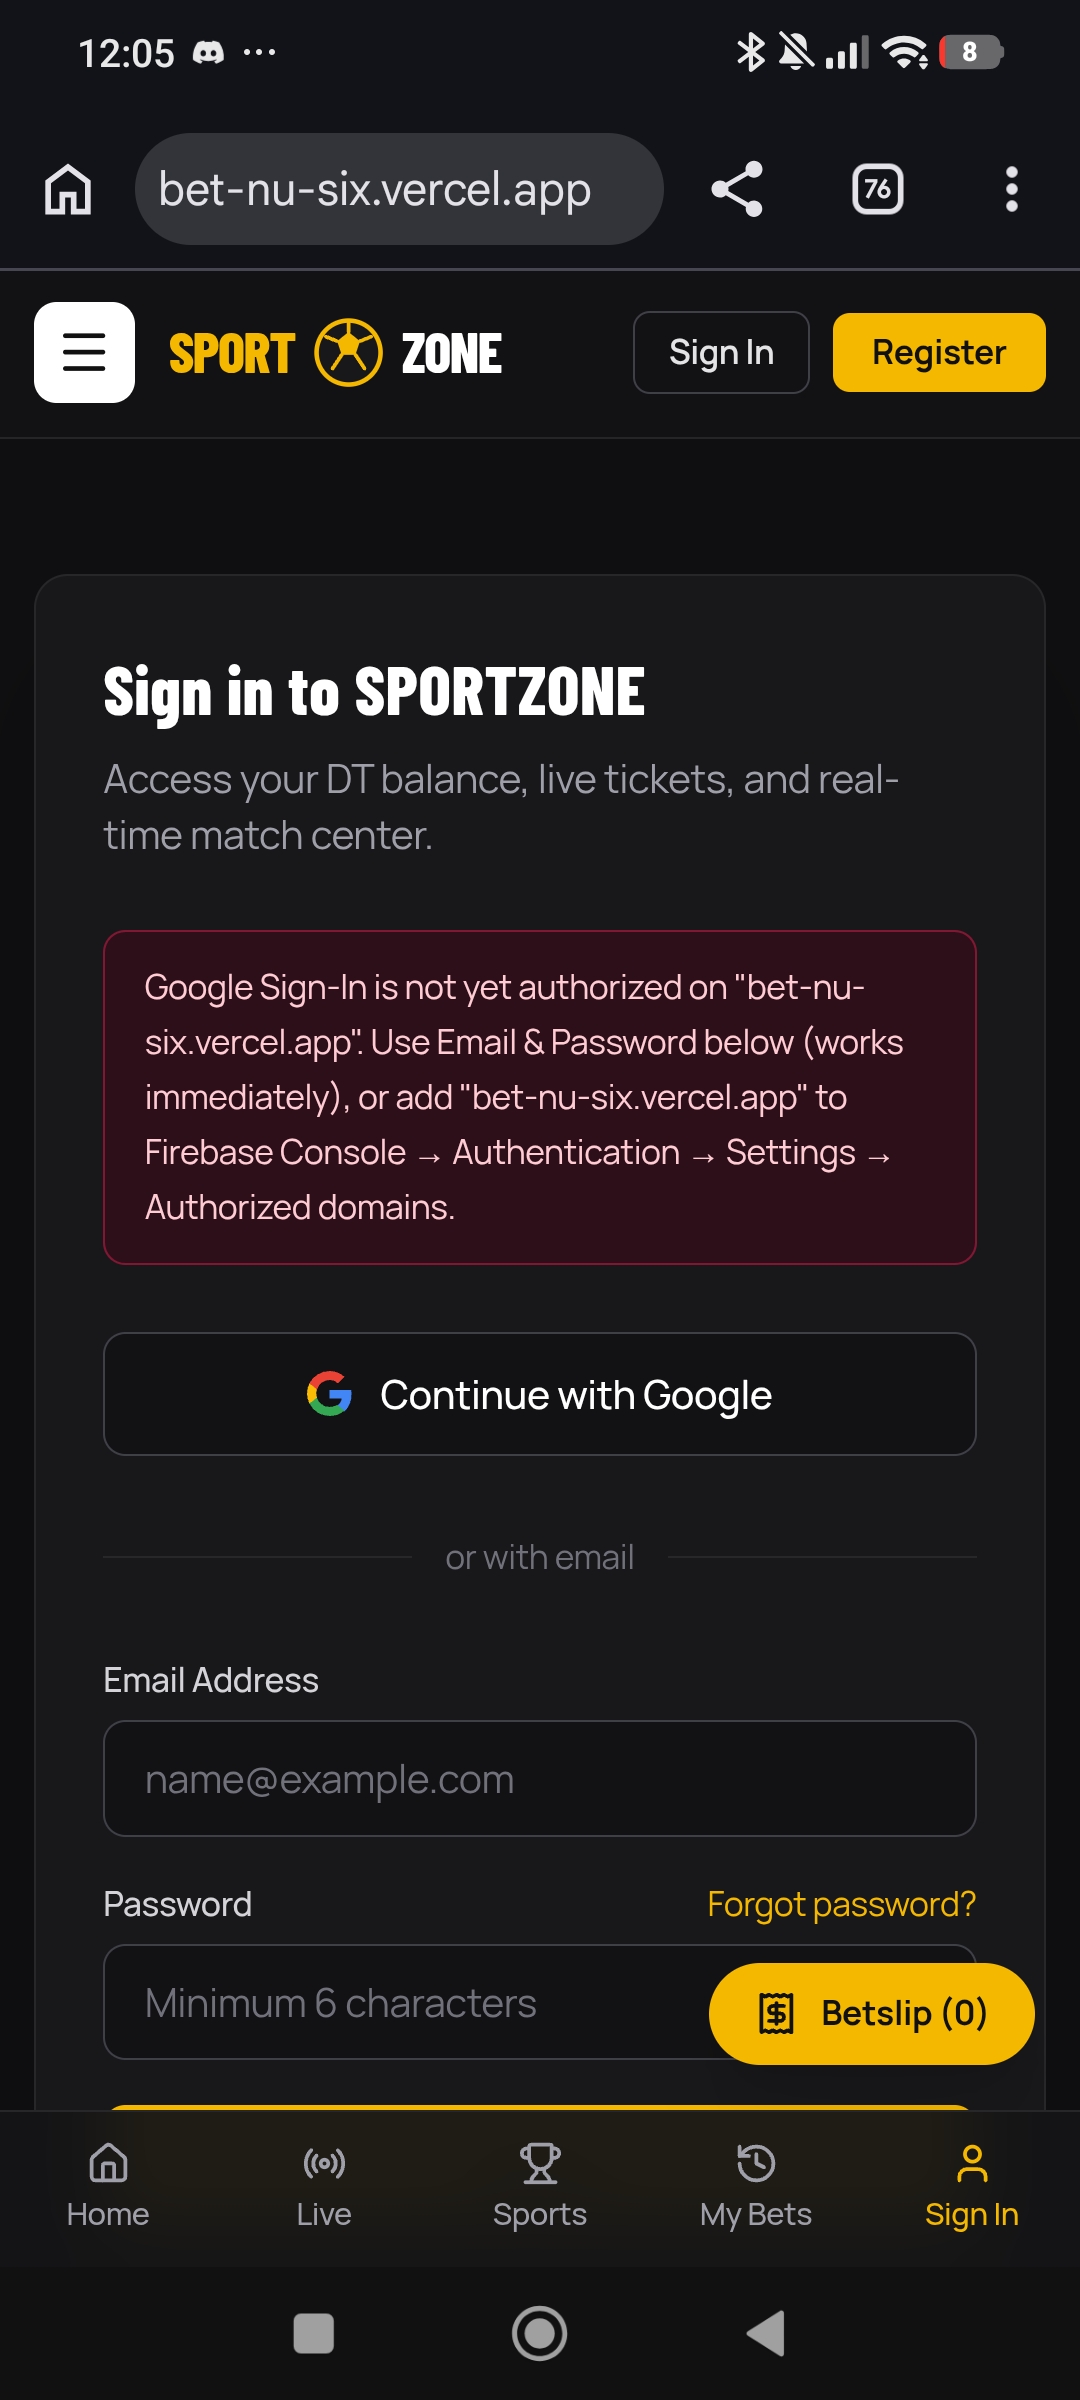 12:05
8
bet-nu-six.vercel.app
76
SPORT ZONE
Sign In
Register
Sign in to SPORTZONE
Access your DT balance, live tickets, and real-
time match center.
Google Sign-In is not yet authorized on "bet-nu-
six.vercel.app". Use Email & Password below (works
immediately), or add "bet-nu-six.vercel.app" to
Firebase Console → Authentication → Settings →
Authorized domains.
Continue with Google
or with email
Email Address
name@example.com
Password
Forgot password?
Minimum 6 characters
Betslip (0)
Home
Live
Sports
My Bets
Sign In